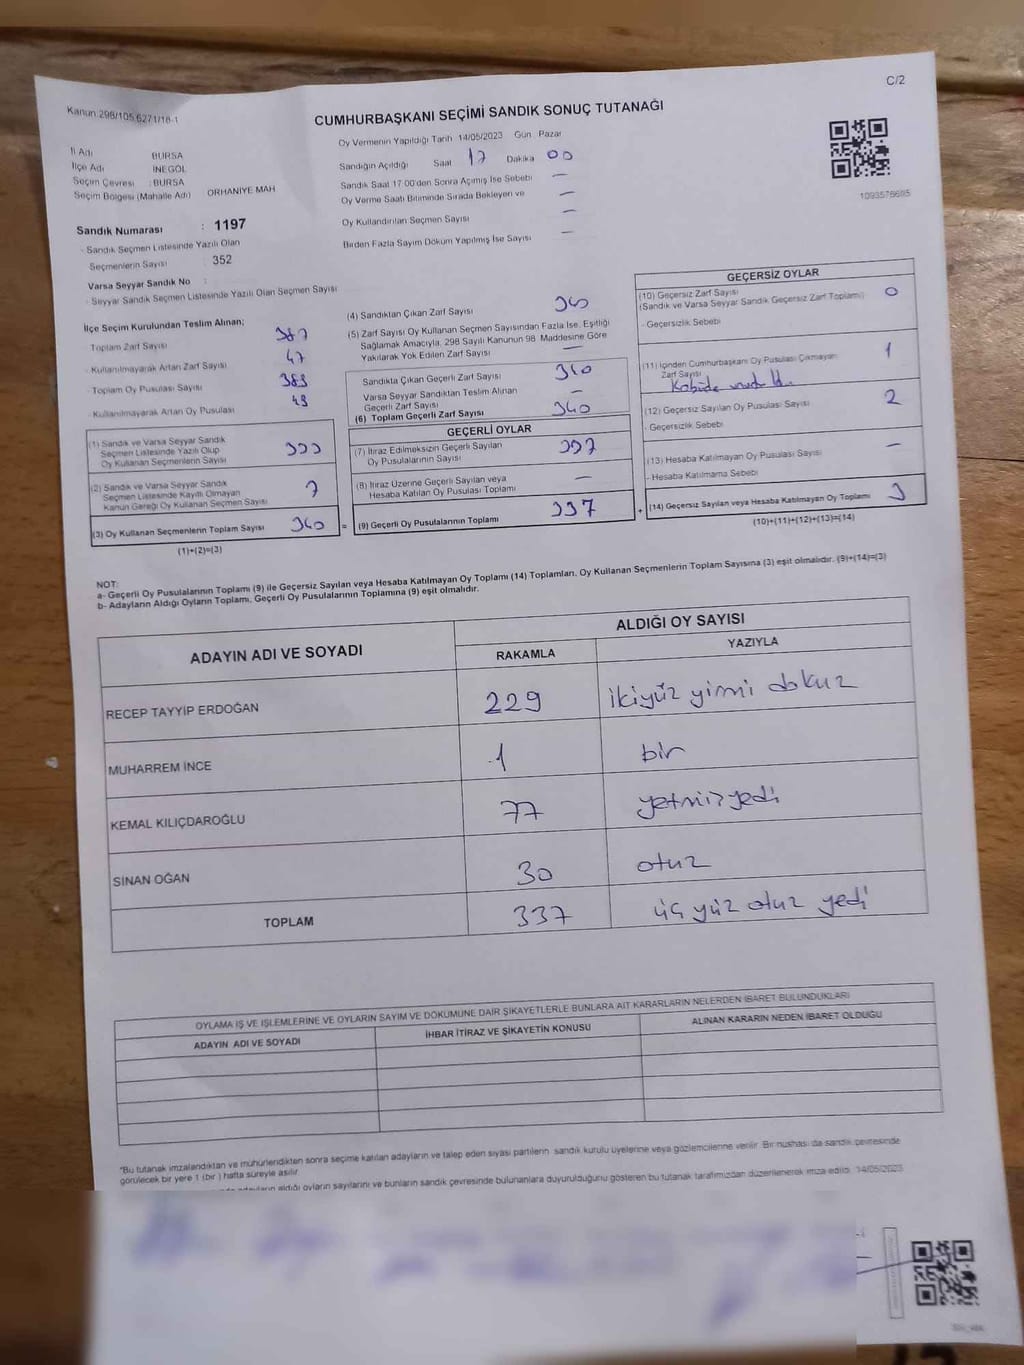 C/2
Kanun:298/105,6271/18-1
CUMHURBAŞKANI SEÇİMİ SANDIK SONUÇ TUTANAĞI
İl Adı BURSA
İlçe Adı İNEGÖL
Seçim Çevresi : BURSA
Seçim Bölgesi (Mahalle Adı) ORHANİYE MAH
Sandık Numarası : 1197
- Sandık Seçmen Listesinde Yazılı Olan
Seçmenlerin Sayısı 352
Varsa Seyyar Sandık No :
- Seyyar Sandık Seçmen Listesinde Yazılı Olan Seçmen Sayısı
Oy Vermenin Yapıldığı Tarih 14/05/2023 Gün : Pazar
Sandığın Açıldığı Saat 17 Dakika 00
Sandık Saat 17:00'den Sonra Açımış İse Sebebi —
Oy Verme Saati Bitiminde Sırada Bekleyen ve —
Oy Kullandırılan Seçmen Sayısı —
Birden Fazla Sayım Döküm Yapılmış İse Sayısı —
1093576695
İlçe Seçim Kurulundan Teslim Alınan;
Toplam Zarf Sayısı 387
- Kullanılmayarak Artan Zarf Sayısı 47
- Toplam Oy Pusulası Sayısı 383
- Kullanılmayarak Artan Oy Pusulası
(1) Sandık ve Varsa Seyyar Sandık
Seçmen Listesinde Yazılı Olup
Oy Kullanan Seçmenlerin Sayısı 333
(2) Sandık ve Varsa Seyyar Sandık
Seçmen Listesinde Kayıtlı Olmayan
Kanun Gereği Oy Kullanan Seçmen Sayısı 7
(3) Oy Kullanan Seçmenlerin Toplam Sayısı 340 =
(1)+(2)=(3)
(4) Sandıktan Çıkan Zarf Sayısı 340
(5) Zarf Sayısı Oy Kullanan Seçmen Sayısından Fazla İse, Eşitliği
Sağlamak Amacıyla, 298 Sayılı Kanunun 98. Maddesine Göre
Yakılarak Yok Edilen Zarf Sayısı —
Sandıkta Çıkan Geçerli Zarf Sayısı 340
Varsa Seyyar Sandıktan Teslim Alınan
Geçerli Zarf Sayısı —
(6) Toplam Geçerli Zarf Sayısı 340
GEÇERLİ OYLAR
(7) İtiraz Edilmeksizin Geçerli Sayılan
Oy Pusulalarının Sayısı 337
(8) İtiraz Üzerine Geçerli Sayılan veya
Hesaba Katılan Oy Pusulası Toplamı —
(9) Geçerli Oy Pusulalarının Toplamı 337 +
GEÇERSİZ OYLAR
(10) Geçersiz Zarf Sayısı
(Sandık ve Varsa Seyyar Sandık Geçersiz Zarf Toplamı) 0
- Geçersizlik Sebebi
(11) İçinden Cumhurbaşkanı Oy Pusulası Çıkmayan
Zarf Sayısı 1
(12) Geçersiz Sayılan Oy Pusulası Sayısı 2
- Geçersizlik Sebebi
(13) Hesaba Katılmayan Oy Pusulası Sayısı —
- Hesaba Katılmama Sebebi
(14) Geçersiz Sayılan veya Hesaba Katılmayan Oy Toplamı 3
(10)+(11)+(12)+(13)=(14)
NOT:
a- Geçerli Oy Pusulalarının Toplamı (9) ile Geçersiz Sayılan veya Hesaba Katılmayan Oy Toplamı (14) Toplamları, Oy Kullanan Seçmenlerin Toplam Sayısına (3) eşit olmalıdır. (9)+(14)=(3)
b- Adayların Aldığı Oyların Toplamı, Geçerli Oy Pusulalarının Toplamına (9) eşit olmalıdır.
ADAYIN ADI VE SOYADI ALDIĞI OY SAYISI
RAKAMLA YAZIYLA
RECEP TAYYİP ERDOĞAN 229 ikiyüz yirmi dokuz
MUHARREM İNCE 1 bir
KEMAL KILIÇDAROĞLU 77 yetmişyedi
SİNAN OĞAN 30 otuz
TOPLAM 337 üç yüz otuz yedi
OYLAMA İŞ VE İŞLEMLERİNE VE OYLARIN SAYIM VE DÖKÜMÜNE DAİR ŞİKAYETLERLE BUNLARA AİT KARARLARIN NELERDEN İBARET BULUNDUKLARI
ADAYIN ADI VE SOYADI İHBAR İTİRAZ VE ŞİKAYETİN KONUSU ALINAN KARARIN NEDEN İBARET OLDUĞU
"Bu tutanak imzalandıktan ve mühürlendikten sonra seçime katılan adayların ve talep eden siyasi partilerin sandık kurulu üyelerine veya gözlemcilerine verilir. Bir nüshası da sandık çevresinde
görülecek bir yere 1 (bir ) hafta süreyle asılır.
adayların aldığı oyların sayılarını ve bunların sandık çevresinde bulunanlara duyurulduğunu gösteren bu tutanak tarafımızdan düzenlenerek imza edildi. 14/05/2023